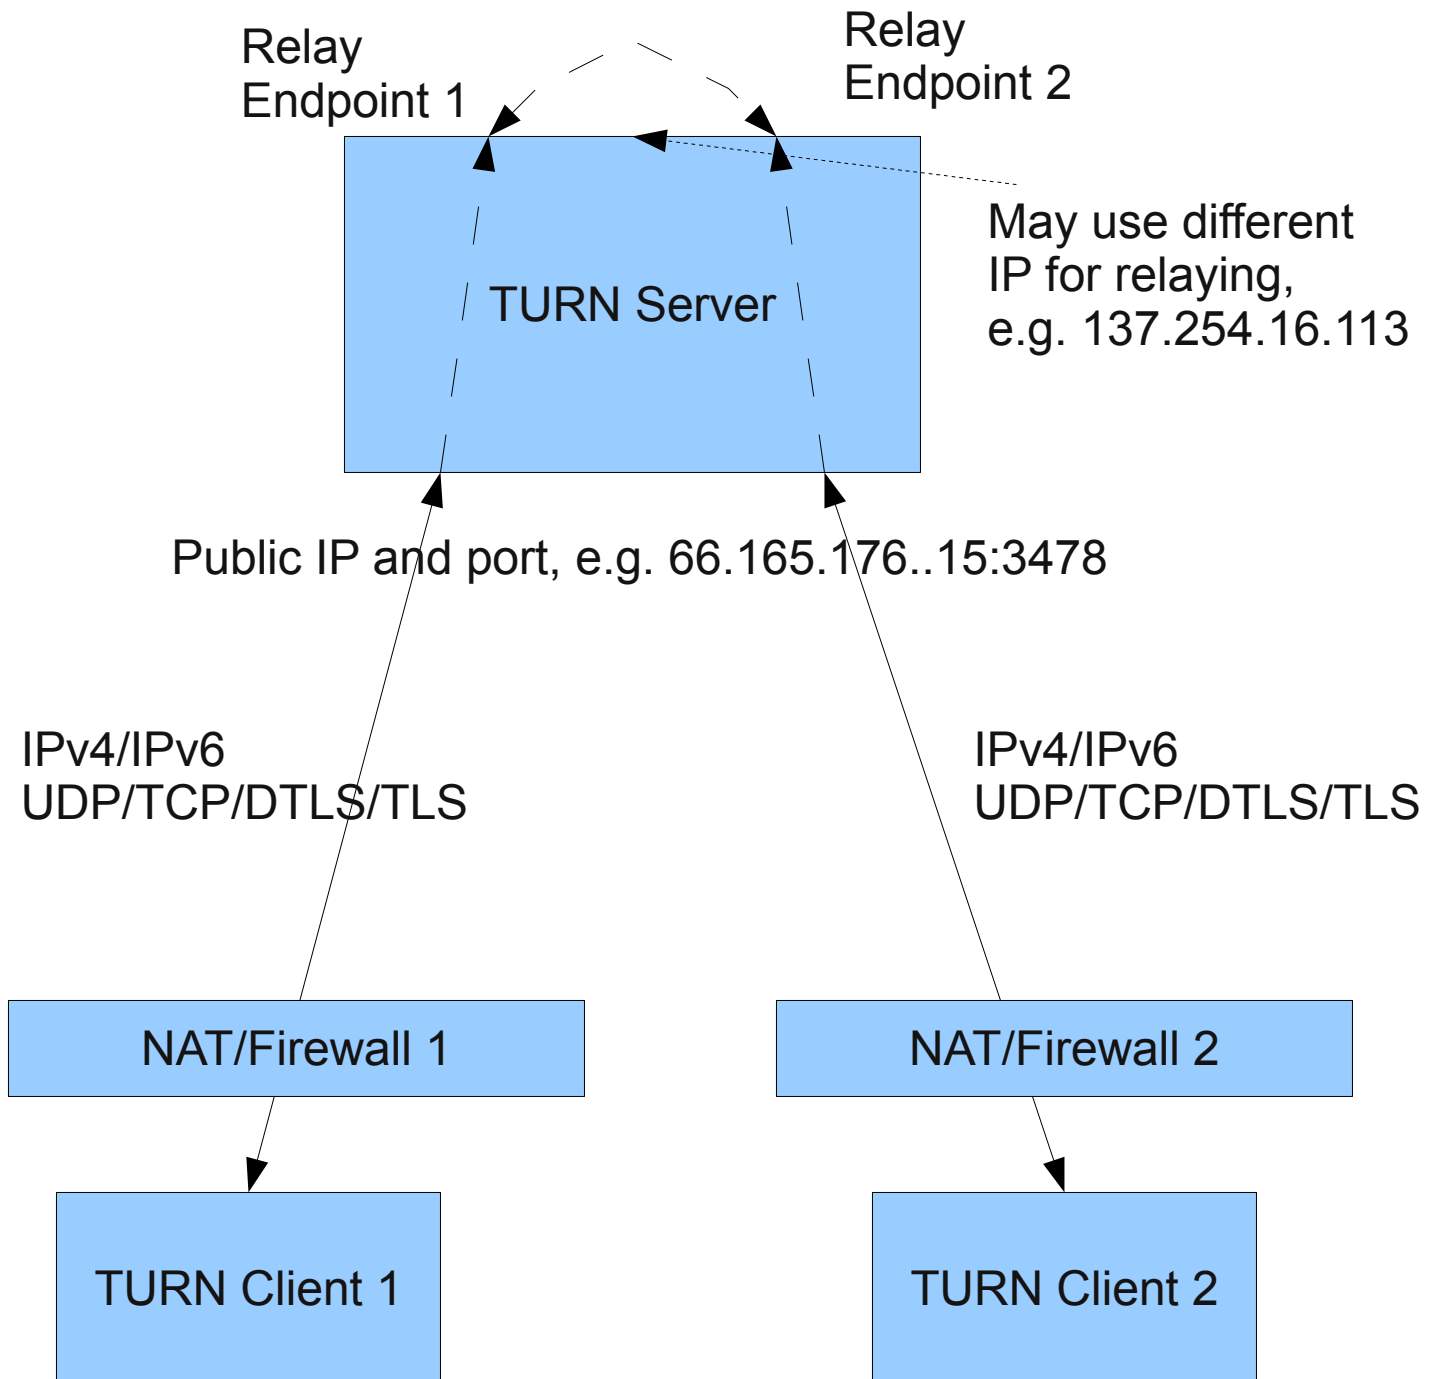 Relay
Endpoint 1
Relay
Endpoint 2
May use different
IP for relaying,
e.g. 137.254.16.113
TURN Server
Public IP and port, e.g. 66.165.176..15:3478
IPv4/IPv6
UDP/TCP/DTLS/TLS
IPv4/IPv6
UDP/TCP/DTLS/TLS
NAT/Firewall 1
NAT/Firewall 2
TURN Client 1
TURN Client 2